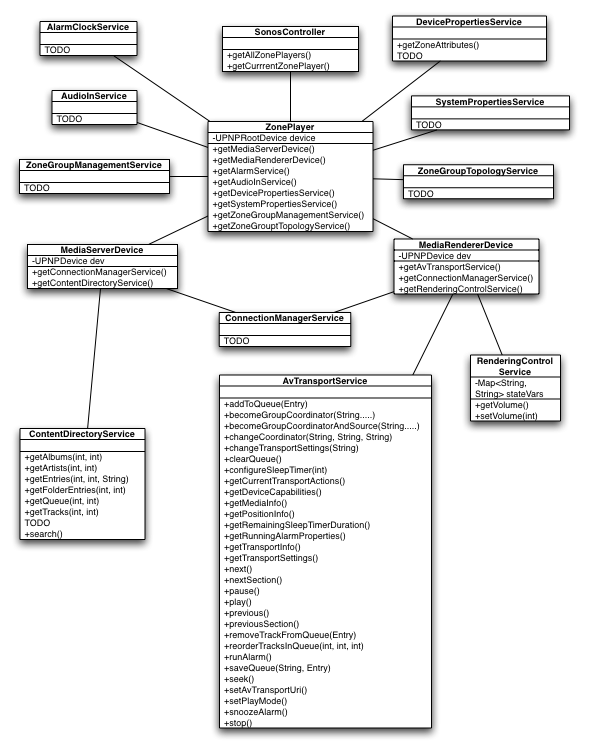 AlarmClockService
TODO
SonosController
+getAllZonePlayers()
+getCurrrentZonePlayer()
DevicePropertiesService
+getZoneAttributes()
TODO
AudioInService
TODO
ZonePlayer
-UPNPRootDevice device
+getMediaServerDevice()
+getMediaRendererDevice()
+getAlarmService()
+getAudioInService()
+getDevicePropertiesService()
+getSystemPropertiesService()
+getZoneGroupManagementService()
+getZoneGrouptTopologyService()
SystemPropertiesService
TODO
ZoneGroupManagementService
TODO
ZoneGroupTopologyService
TODO
MediaServerDevice
-UPNPDevice dev
+getConnectionManagerService()
+getContentDirectoryService()
MediaRendererDevice
-UPNPDevice dev
+getAvTransportService()
+getConnectionManagerService()
+getRenderingControlService()
ConnectionManagerService
TODO
RenderingControl
Service
-Map<String,
String> stateVars
+getVolume()
+setVolume(int)
AvTransportService
+addToQueue(Entry)
+becomeGroupCoordinator(String.....)
+becomeGroupCoordinatorAndSource(String.....)
+changeCoordinator(String, String, String)
+changeTransportSettings(String)
+clearQueue()
+configureSleepTimer(int)
+getCurrentTransportActions()
+getDeviceCapabilities()
+getMediaInfo()
+getPositionInfo()
+getRemainingSleepTimerDuration()
+getRunningAlarmProperties()
+getTransportInfo()
+getTransportSettings()
+next()
+nextSection()
+pause()
+play()
+previous()
+previousSection()
+removeTrackFromQueue(Entry)
+reorderTracksInQueue(int, int, int)
+runAlarm()
+saveQueue(String, Entry)
+seek()
+setAvTransportUri()
+setPlayMode()
+snoozeAlarm()
+stop()
ContentDirectoryService
+getAlbums(int, int)
+getArtists(int, int)
+getEntries(int, int, String)
+getFolderEntries(int, int)
+getQueue(int, int)
+getTracks(int, int)
TODO
+search()